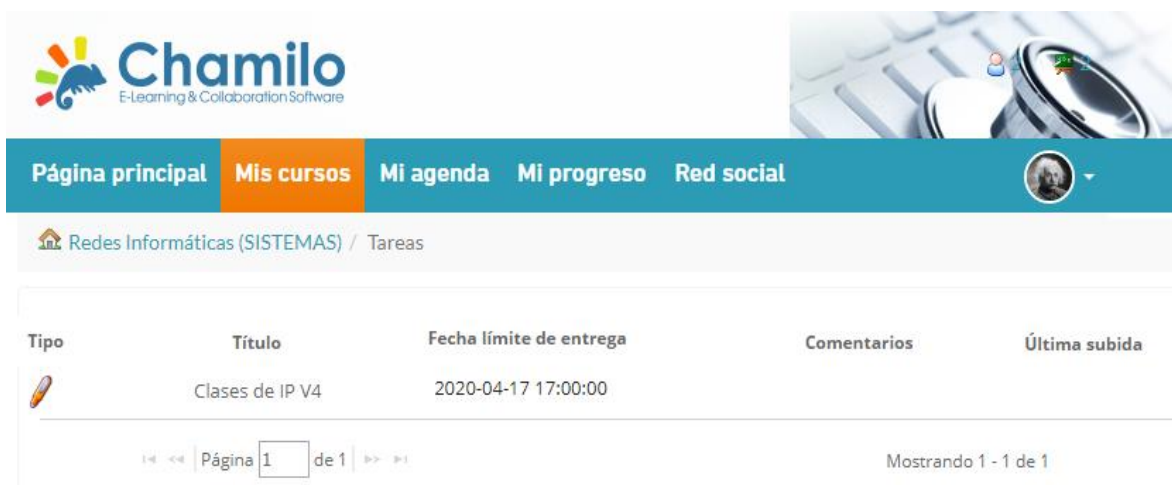 Chamilo
E-Learning & Collaboration Software
2
Página principal Mis cursos Mi agenda Mi progreso Red social
Redes Informáticas (SISTEMAS) / Tareas
Tipo Título Fecha límite de entrega Comentarios Última subida
Clases de IP V4 2020-04-17 17:00:00
Página 1 de 1 Mostrando 1 - 1 de 1